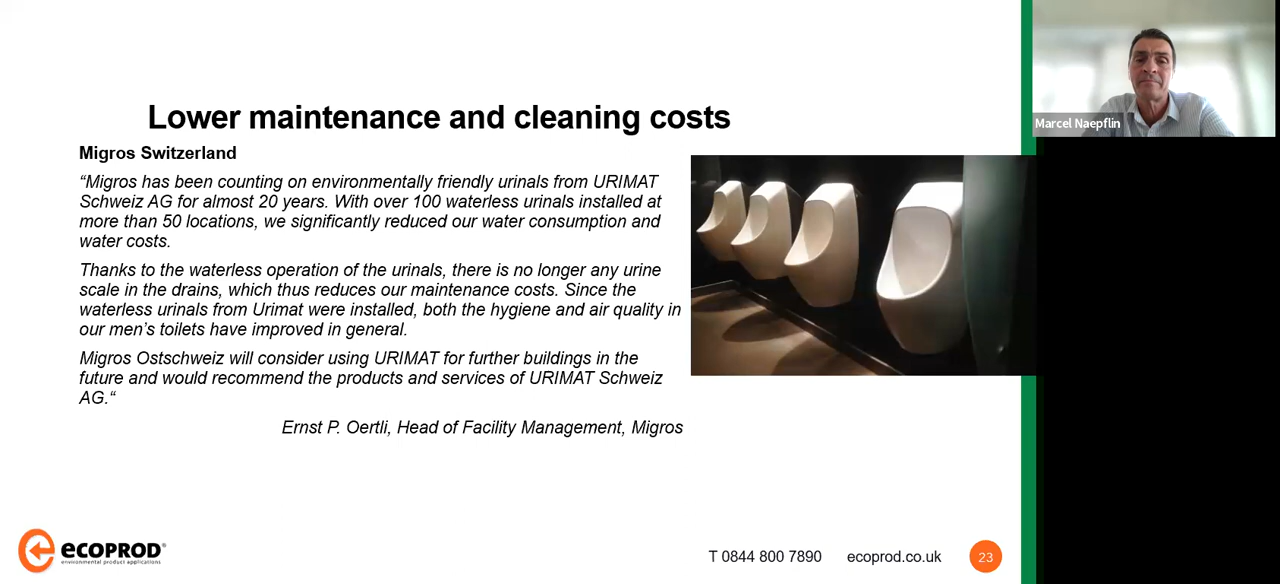 Lower maintenance and cleaning costs
Migros Switzerland
“Migros has been counting on environmentally friendly urinals from URIMAT
Schweiz AG for almost 20 years. With over 100 waterless urinals installed at
more than 50 locations, we significantly reduced our water consumption and
water costs.
Thanks to the waterless operation of the urinals, there is no longer any urine
scale in the drains, which thus reduces our maintenance costs. Since the
waterless urinals from Urimat were installed, both the hygiene and air quality in
our men’s toilets have improved in general.
Migros Ostschweiz will consider using URIMAT for further buildings in the
future and would recommend the products and services of URIMAT Schweiz
AG.“
Ernst P. Oertli, Head of Facility Management, Migros
Marcel Naepflin
ecoprod®
environmental product applications
T 0844 800 7890 ecoprod.co.uk 23